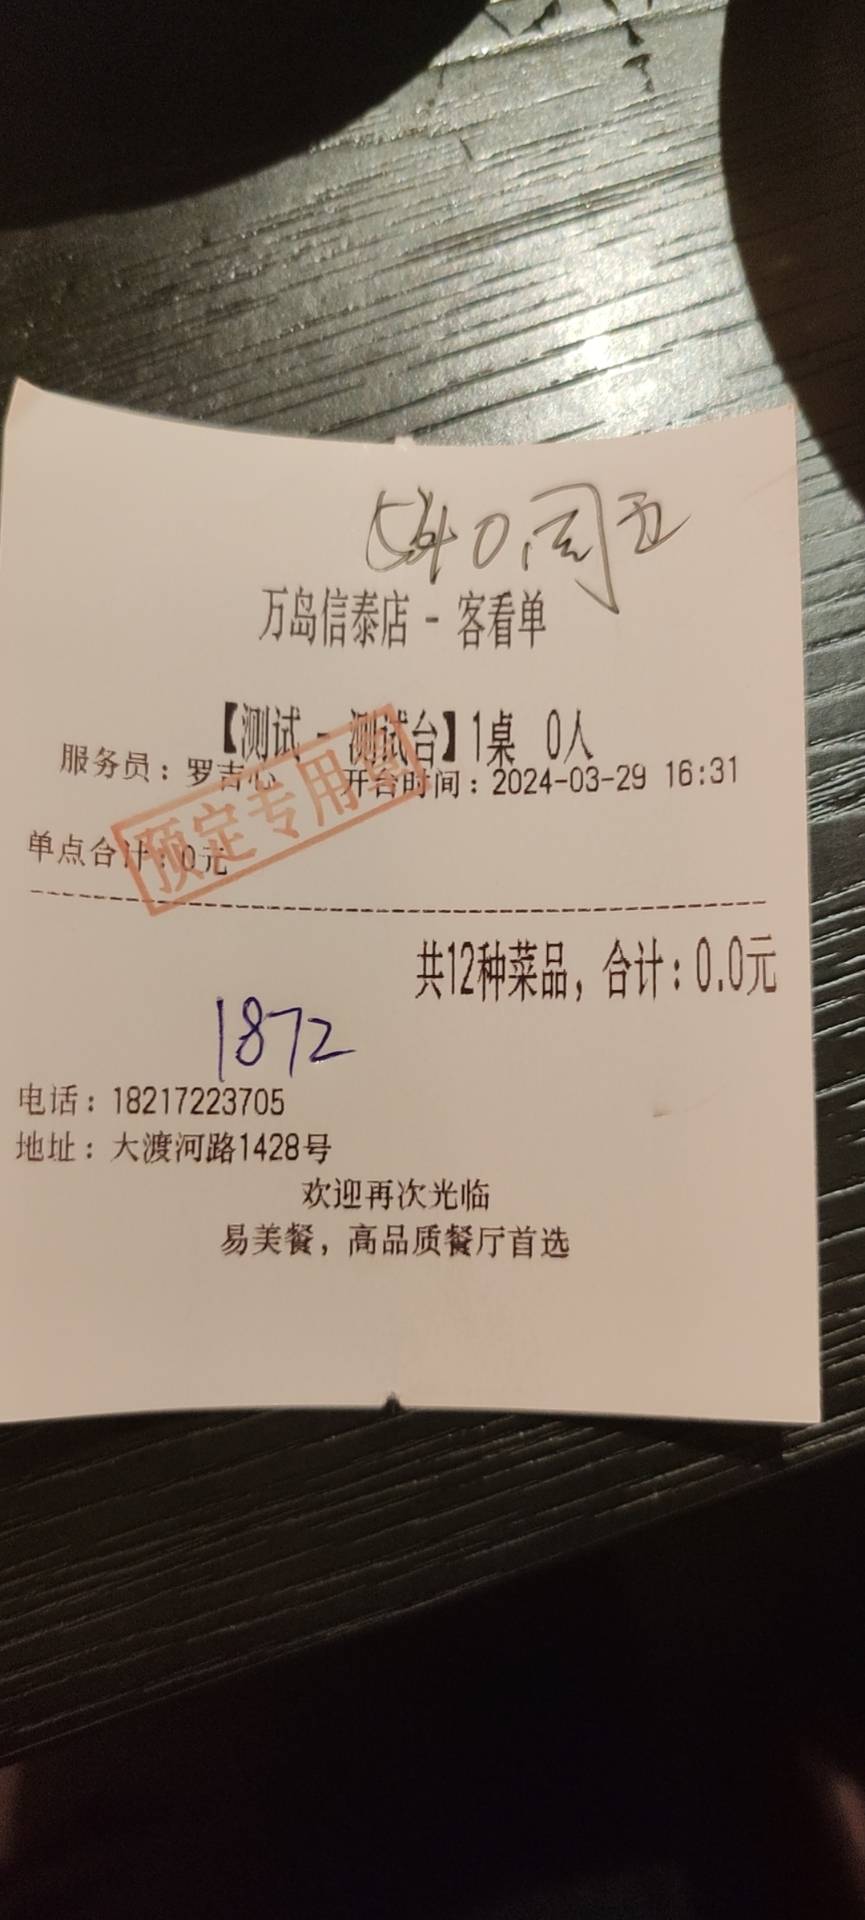 540.周五
万岛信泰店 - 客看单
【测试 - 测试台】1桌 0人
服务员：罗吉心 开台时间：2024-03-29 16:31
单点合计：0元
预定专用章
共12种菜品，合计：0.0元
1872
电话：18217223705
地址：大渡河路1428号
欢迎再次光临
易美餐，高品质餐厅首选